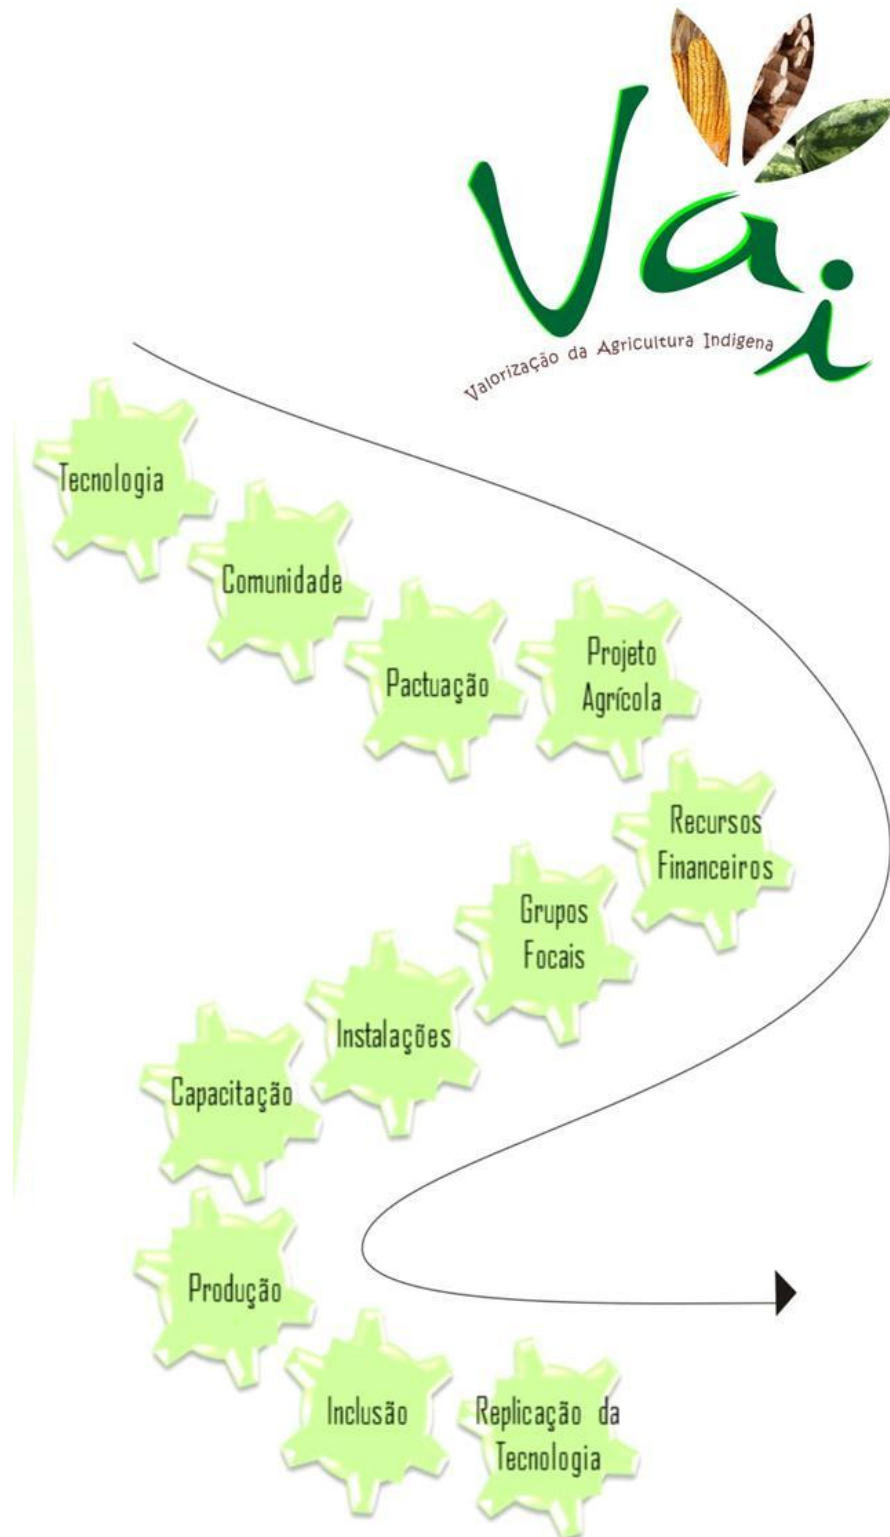 Vai
Valorização da Agricultura Indígena
Tecnologia
Comunidade
Pactuação
Projeto
Agrícola
Recursos
Financeiros
Grupos
Focais
Instalações
Capacitação
Produção
Inclusão
Replicação da
Tecnologia